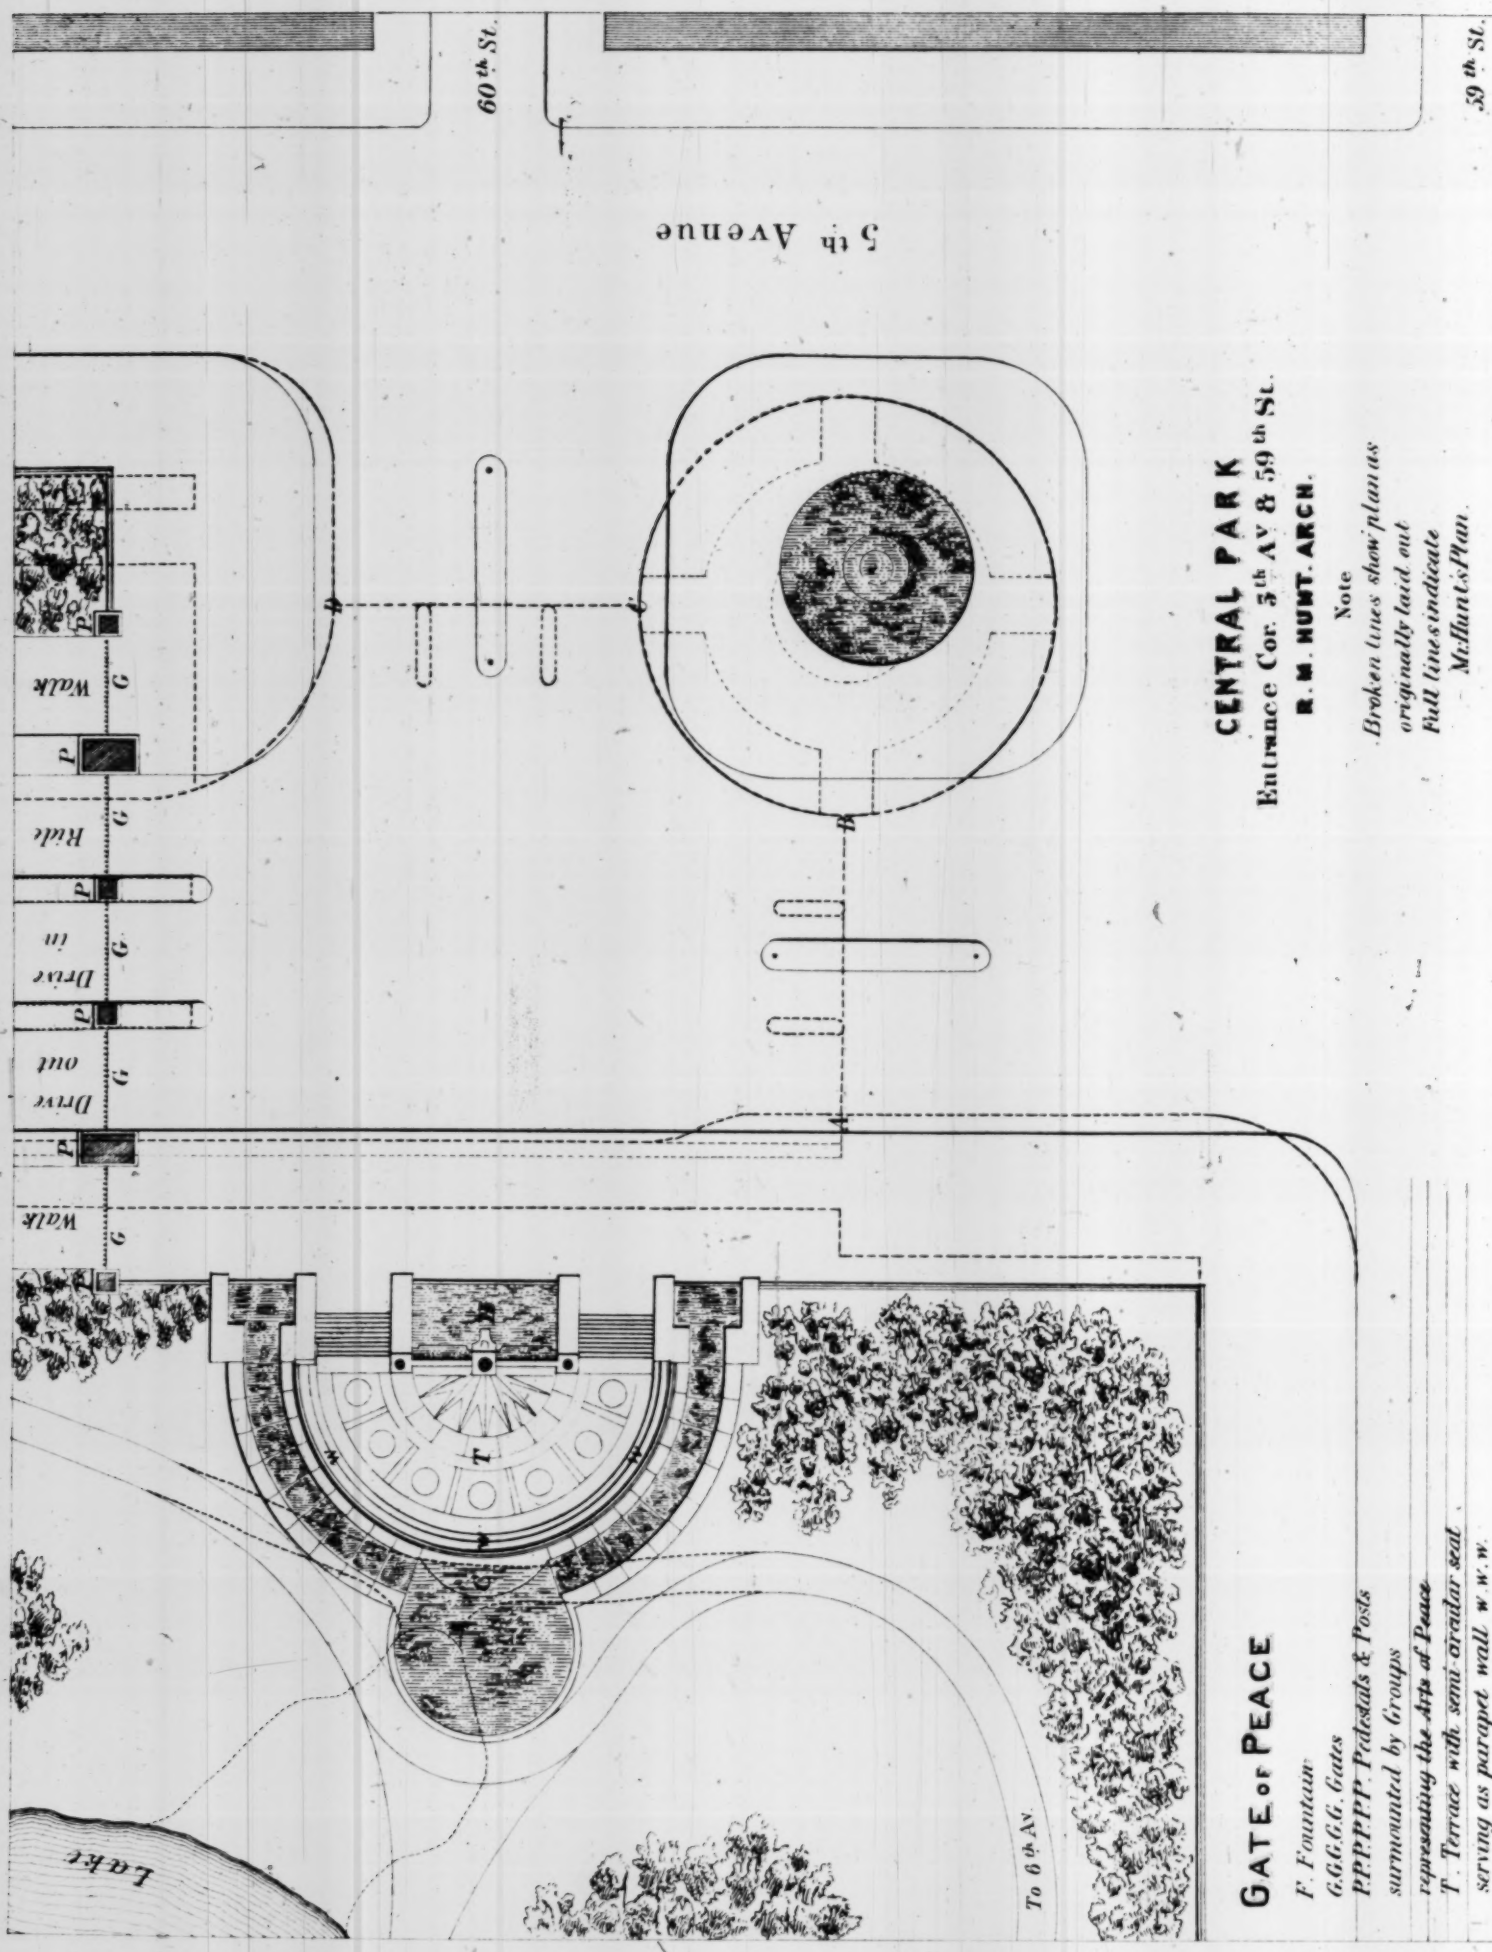 60th St.
59th St.
5th Avenue
P
Walk
G
P
G
Ride
P
in
G
Drive
P
out
G
Drive
P
Walk
G
P
D
C
B
A
T
W
W
W
C
Lake
To 6th Av.
CENTRAL PARK
Entrance Cor. 5th Av & 59th St.
R. M. HUNT. ARCH.
Note
Broken lines show plan as
originally laid out
Full lines indicate
Mr. Hunt's Plan.
GATE OF PEACE
F. Fountain
G.G.G.G. Gates
P.P.P.P.P.P. Pedestals & Posts
surmounted by Groups
representing the Arts of Peace
T. Terrace with semi-circular seat
serving as parapet wall w.w.w.